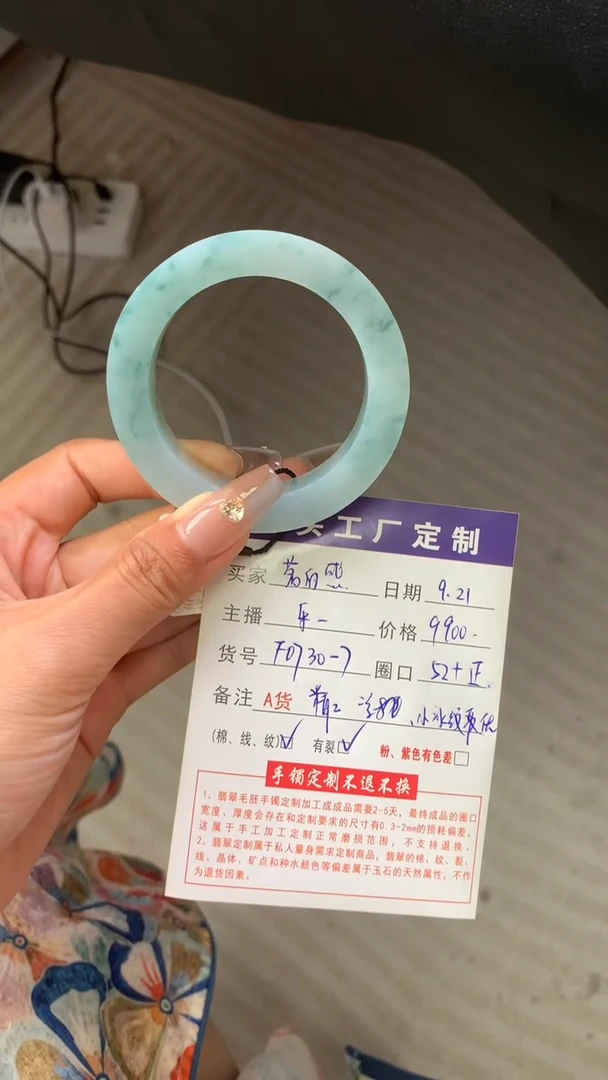 工厂定制
买家 日期 9.21
主播 乐一 价格 9900.
货号 F0730-7 圈口 52+正
备注 A货 精工
(棉、线、纹)☑ 有裂☑ 粉、紫色有色差□
手镯定制不退不换
1、翡翠毛胚手镯定制加工成成品需要2-5天，最终成品的圈口
宽度、厚度会存在和定制要求的尺寸有0.3-2mm的损耗偏差，
这属于手工加工定制正常磨损范围，不支持退换。
2、翡翠定制属于私人量身需求定制商品，翡翠的棉、纹、裂、
线、晶体、矿点和种水颜色等偏差属于玉石的天然属性，不作
为退货因素。